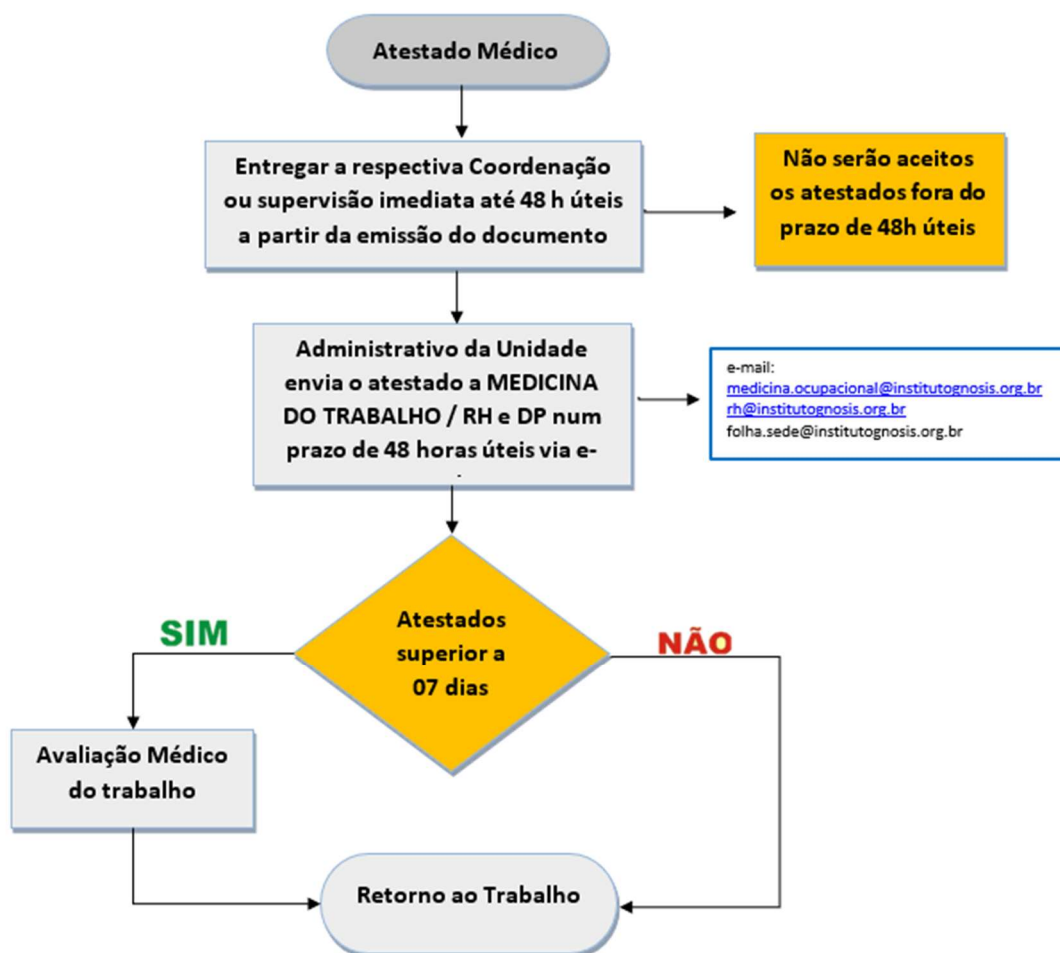 Atestado Médico
Entregar a respectiva Coordenação
ou supervisão imediata até 48 h úteis
a partir da emissão do documento
Não serão aceitos
os atestados fora do
prazo de 48h úteis
Administrativo da Unidade
envia o atestado a MEDICINA
DO TRABALHO / RH e DP num
prazo de 48 horas úteis via e-
e-mail:
medicina.ocupacional@institutognosis.org.br
rh@institutognosis.org.br
folha.sede@institutognosis.org.br
Atestados
superior a
07 dias
SIM
NÃO
Avaliação Médico
do trabalho
Retorno ao Trabalho